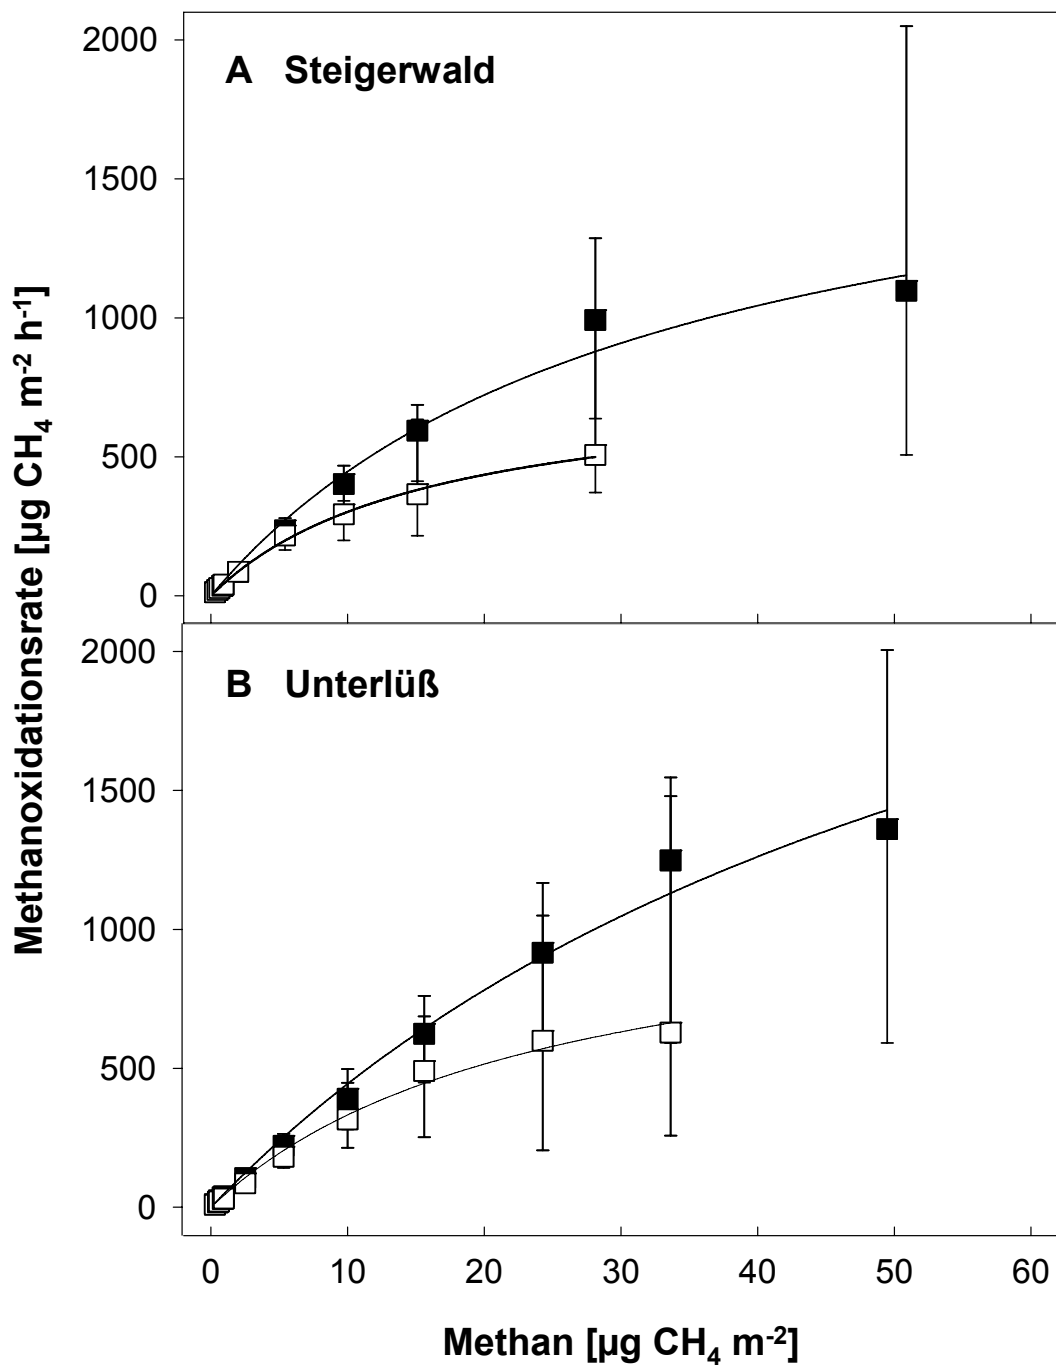 Methanoxidationsrate [µg CH₄ m⁻² h⁻¹]
A Steigerwald
2000
1500
1000
500
0
B Unterlüß
2000
1500
1000
500
0
0 10 20 30 40 50 60
Methan [µg CH₄ m⁻²]